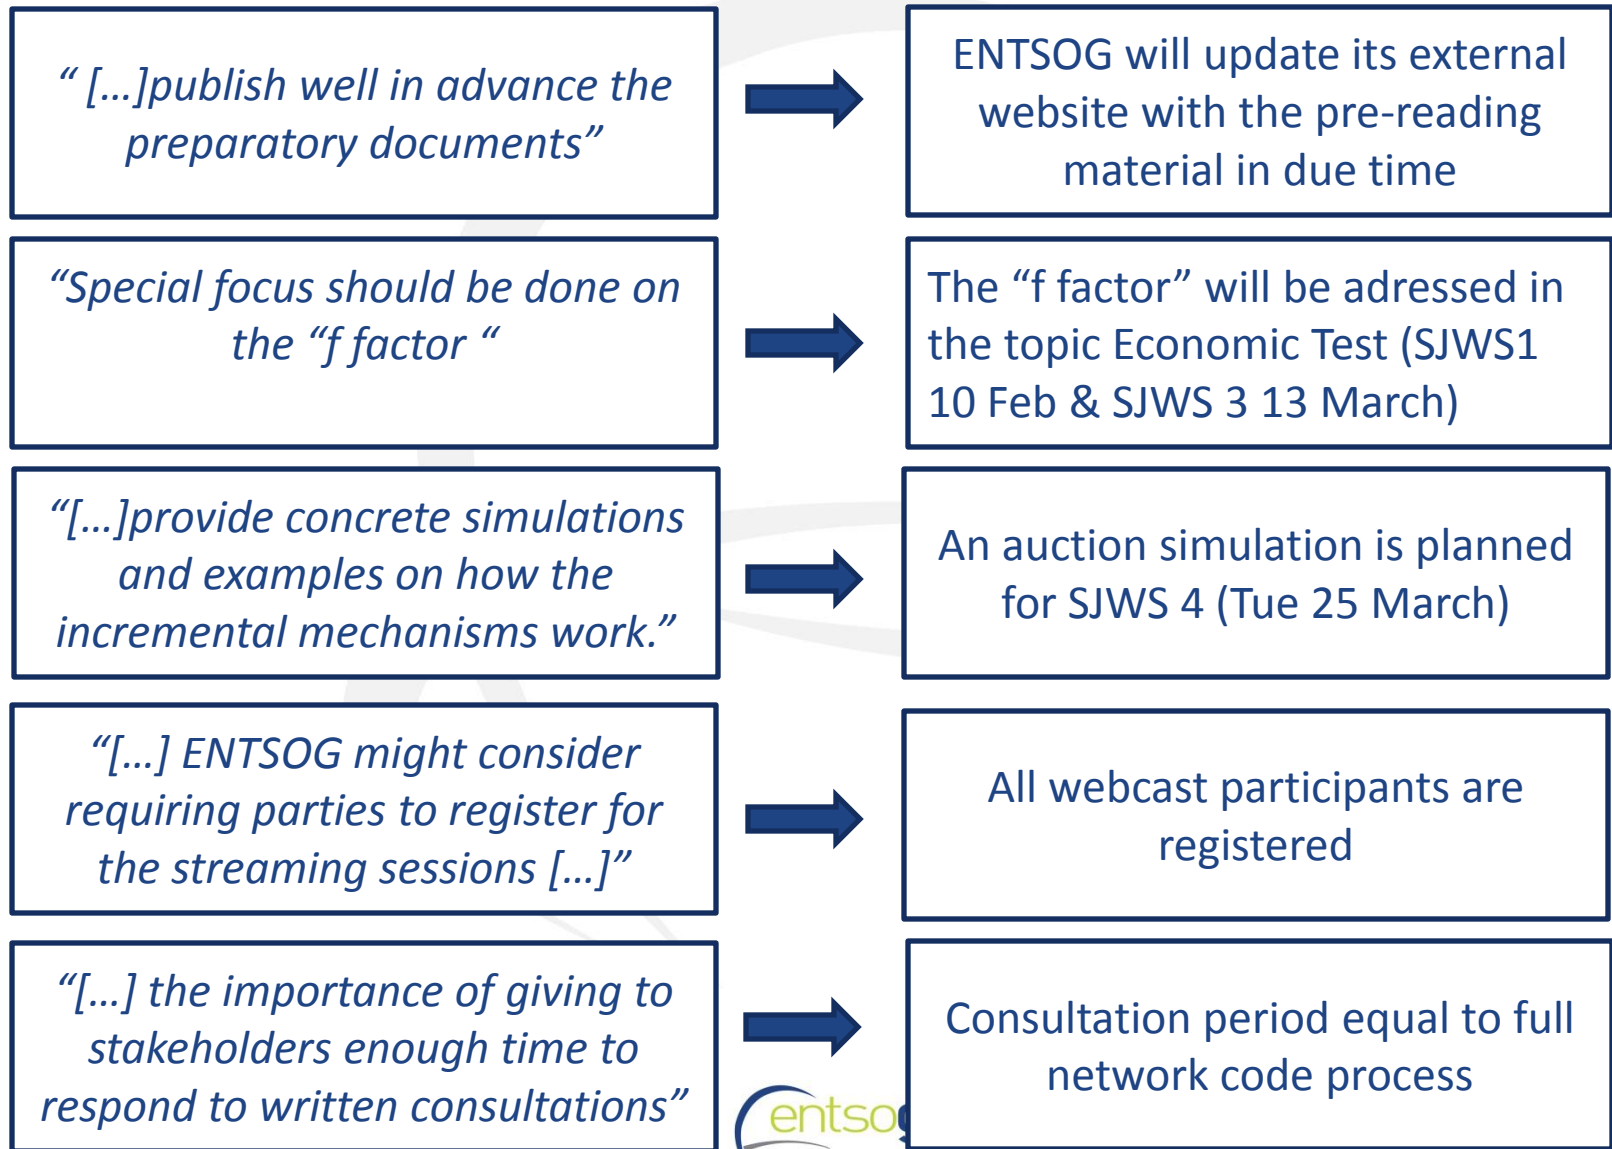 “ […]publish well in advance the
preparatory documents”
ENTSOG will update its external
website with the pre-reading
material in due time
“Special focus should be done on
the “f factor “
The “f factor” will be adressed in
the topic Economic Test (SJWS1
10 Feb & SJWS 3 13 March)
“[…]provide concrete simulations
and examples on how the
incremental mechanisms work.”
An auction simulation is planned
for SJWS 4 (Tue 25 March)
“[…] ENTSOG might consider
requiring parties to register for
the streaming sessions […]”
All webcast participants are
registered
“[…] the importance of giving to
stakeholders enough time to
respond to written consultations”
Consultation period equal to full
network code process
entso